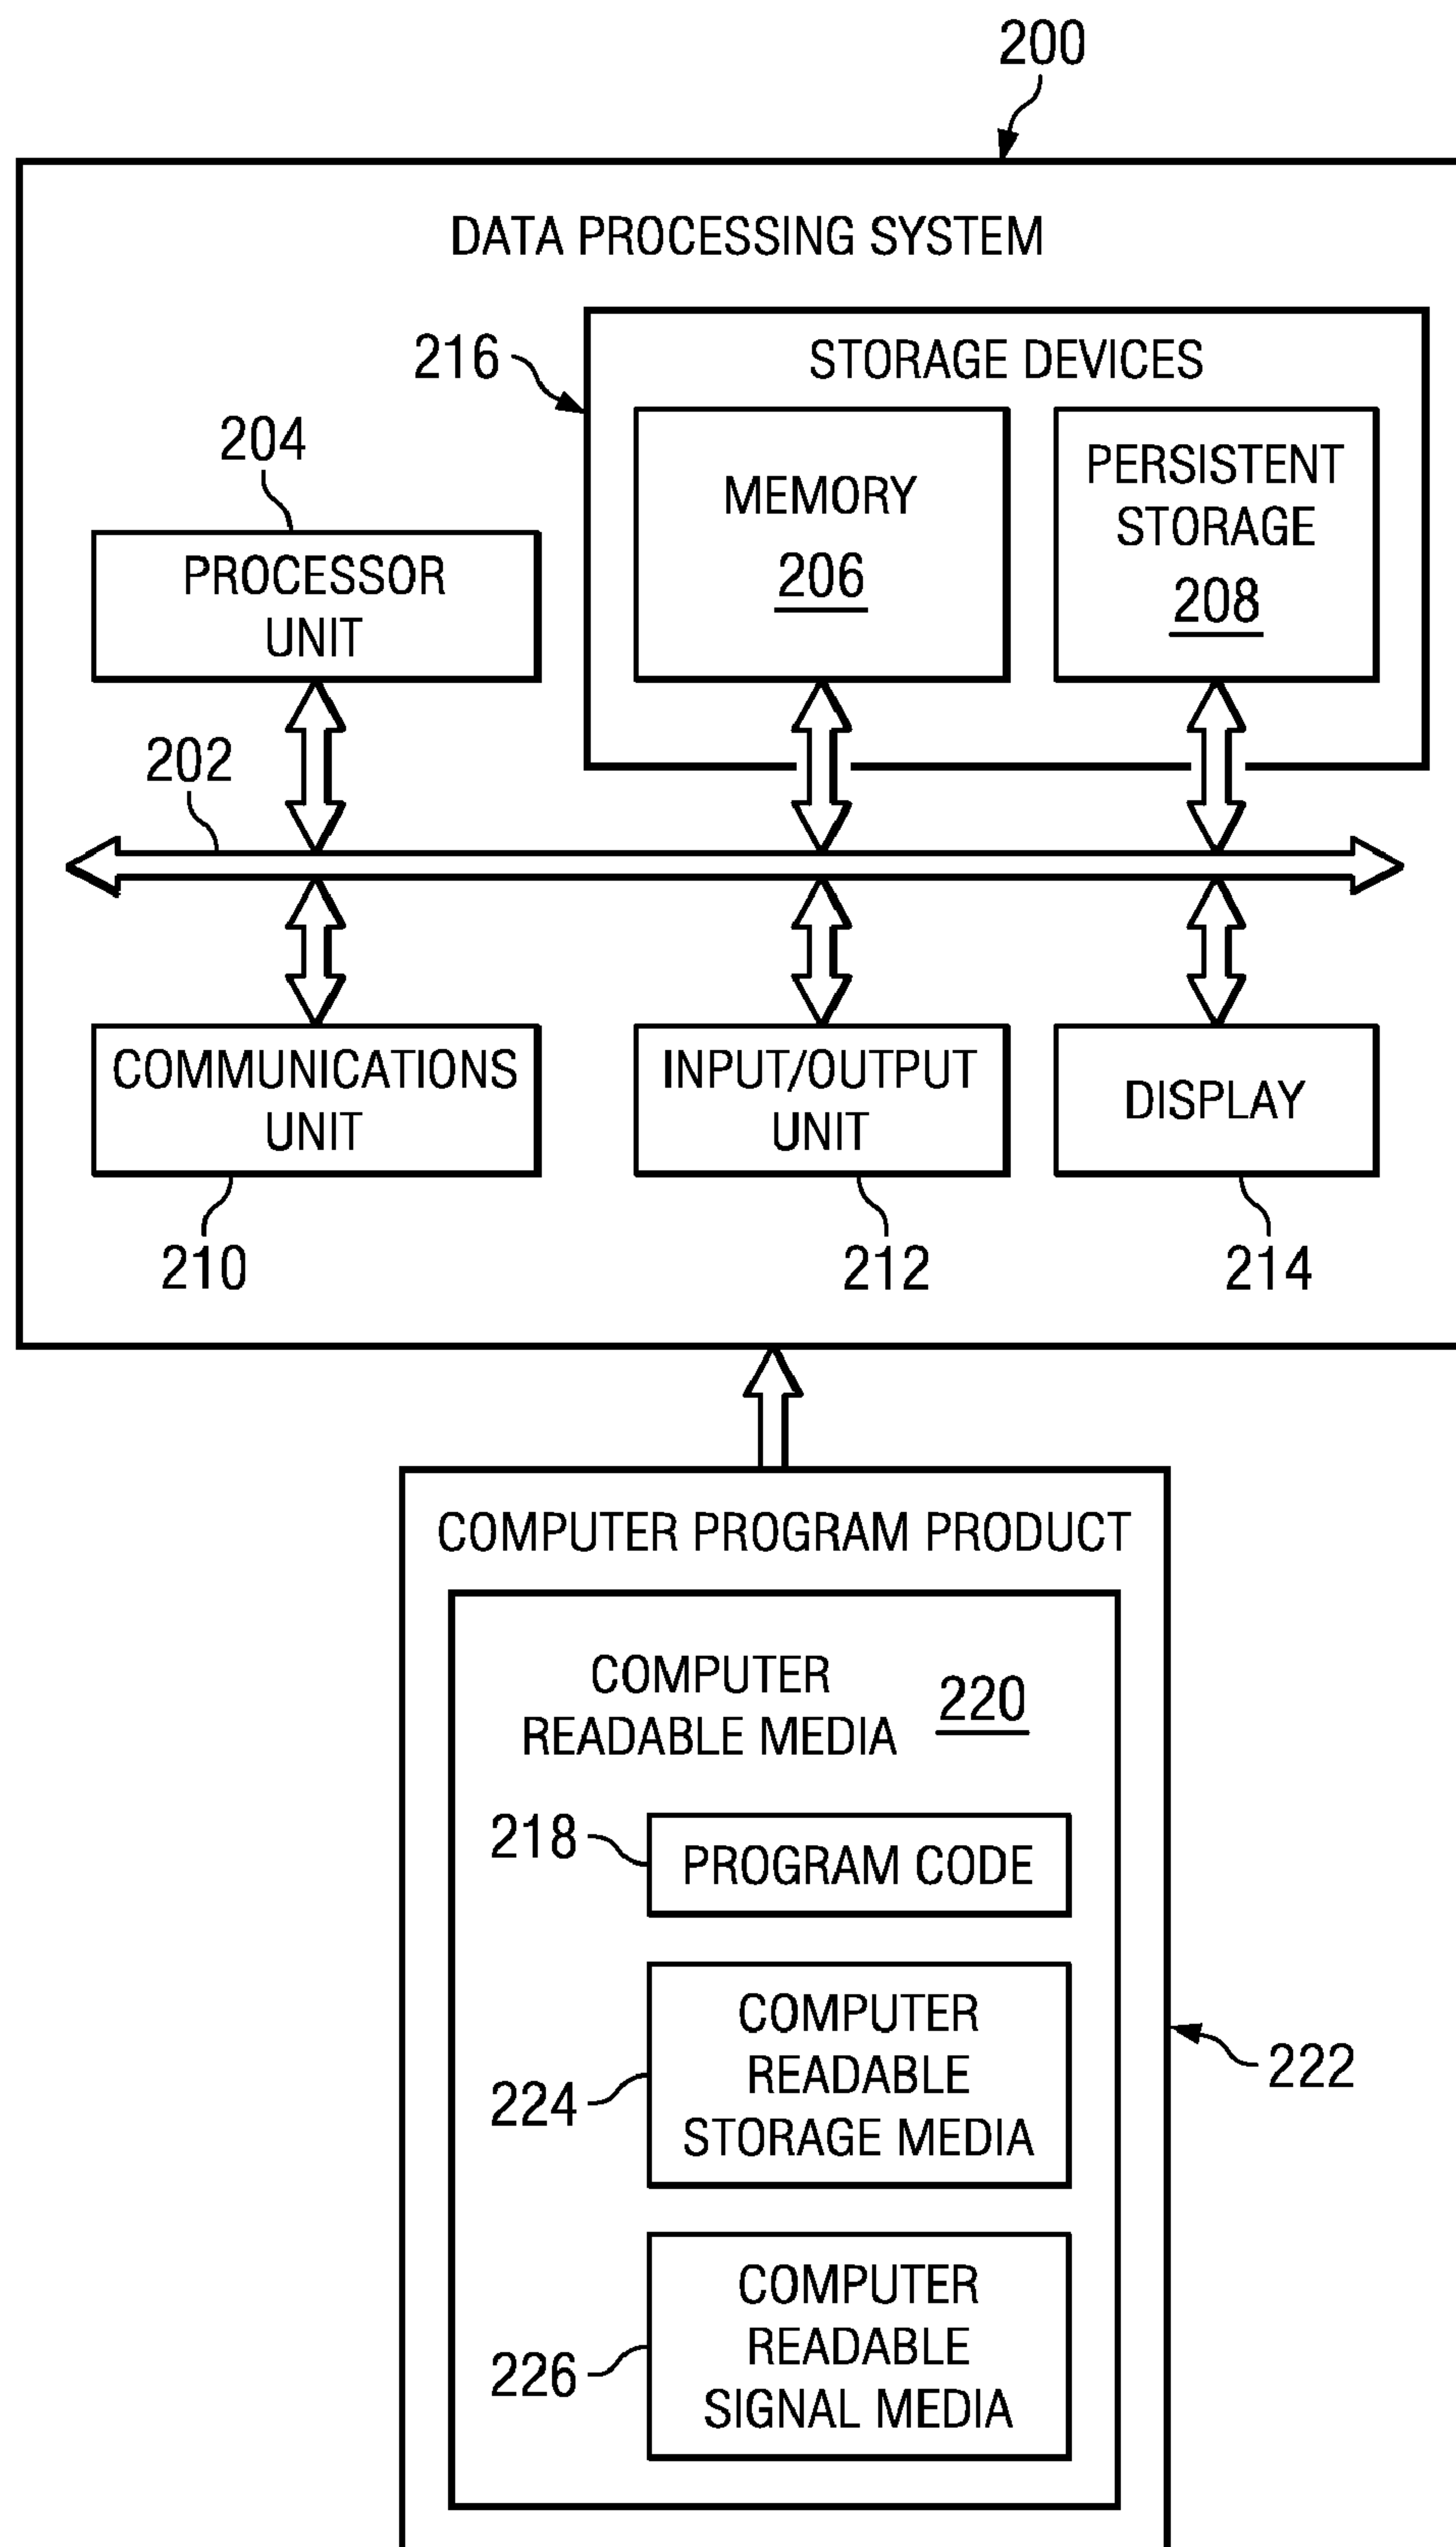 200
DATA PROCESSING SYSTEM
216
STORAGE DEVICES
204
MEMORY
206
PERSISTENT
STORAGE
208
PROCESSOR
UNIT
202
COMMUNICATIONS
UNIT
INPUT/OUTPUT
UNIT
DISPLAY
210
212
214
COMPUTER PROGRAM PRODUCT
COMPUTER
READABLE MEDIA
220
218
PROGRAM CODE
COMPUTER
READABLE
STORAGE MEDIA
224
222
COMPUTER
READABLE
SIGNAL MEDIA
226